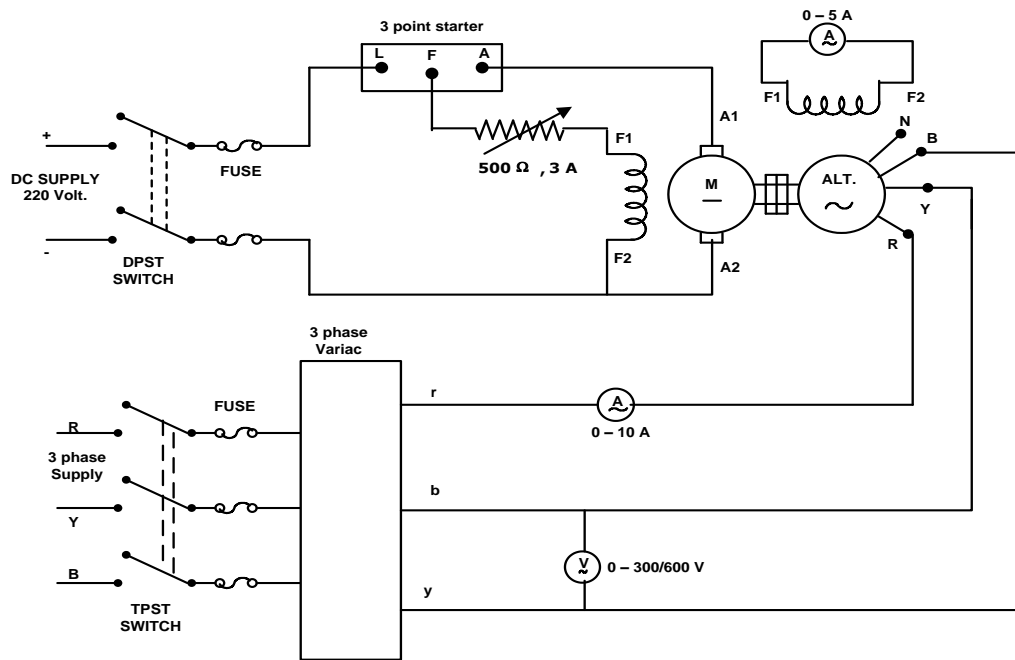 3 point starter
L
F
A
0 – 5 A
A
F1
F2
+
DC SUPPLY
220 Volt.
-
DPST
SWITCH
FUSE
500 Ω , 3 A
F1
F2
A1
M
A2
ALT.
N
B
Y
R
3 phase
Variac
FUSE
R
3 phase
Supply
Y
B
TPST
SWITCH
r
A
0 – 10 A
b
V
0 – 300/600 V
y